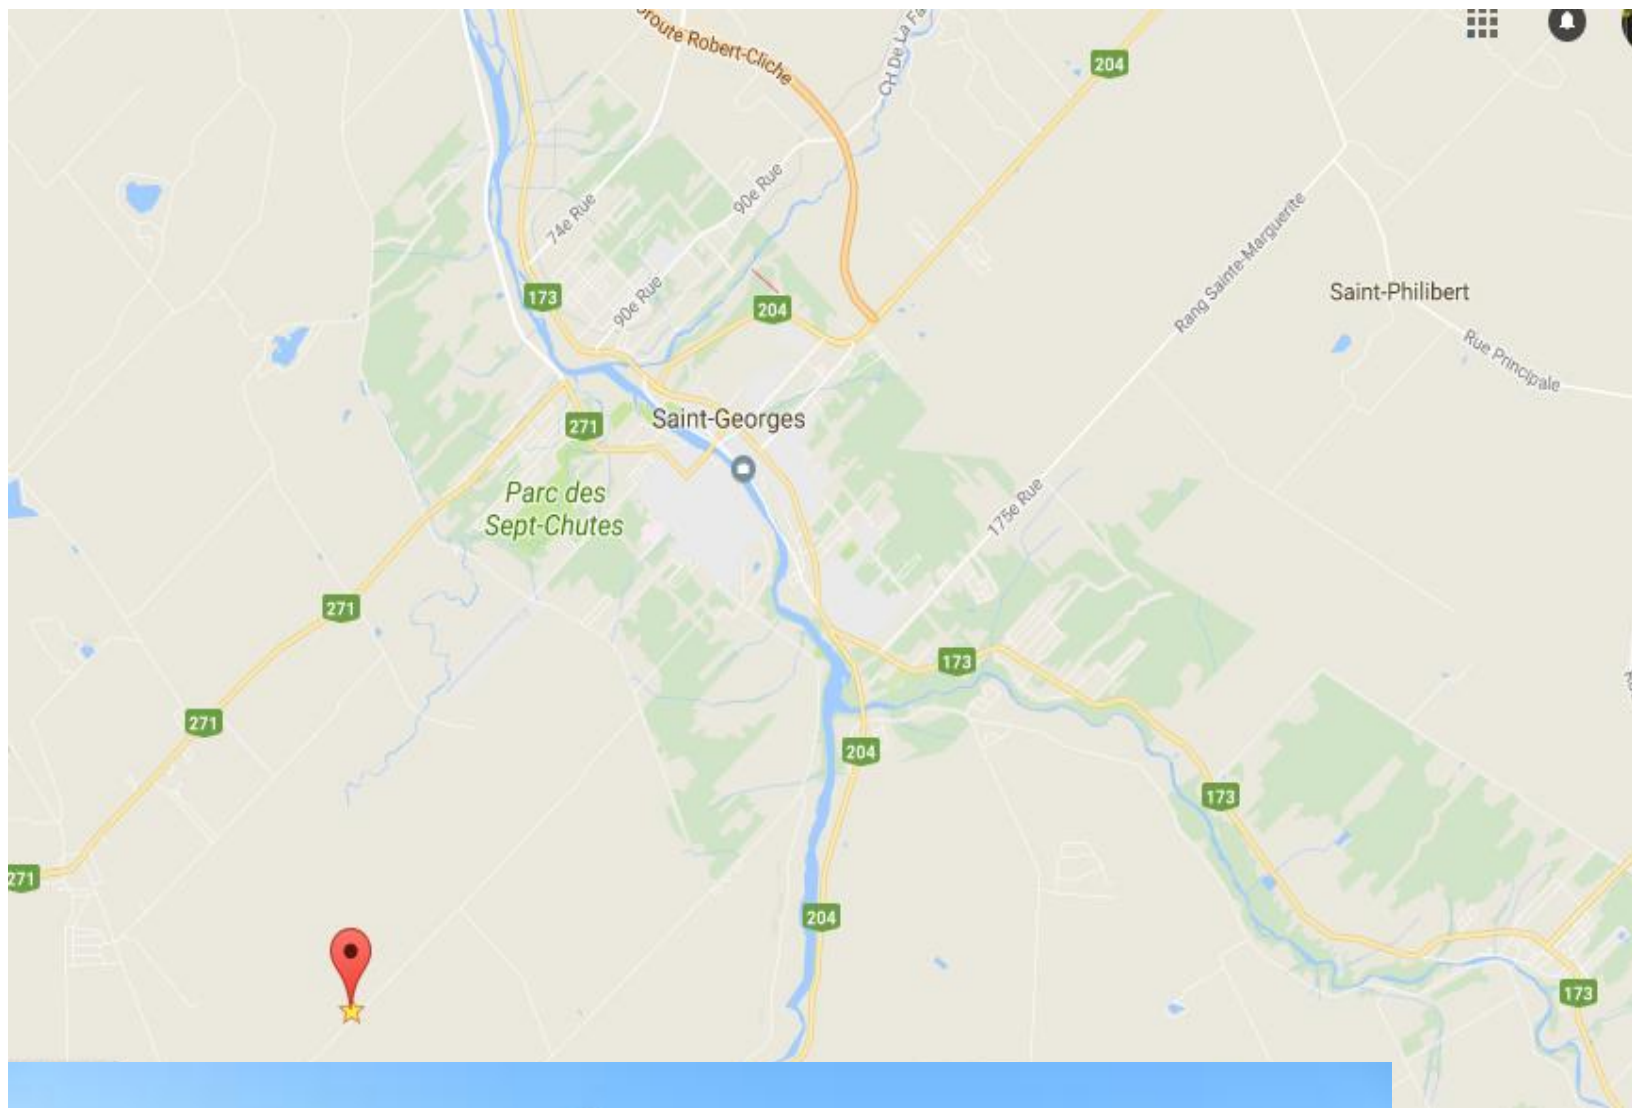 oroute Robert-Cliche
CH De La Fa
204
90e Rue
74e Rue
Rang Sainte-Marguerite
173
90e Rue
204
Saint-Philibert
Rue Principale
271
Saint-Georges
Parc des
Sept-Chutes
175e Rue
271
173
271
204
173
271
204
173